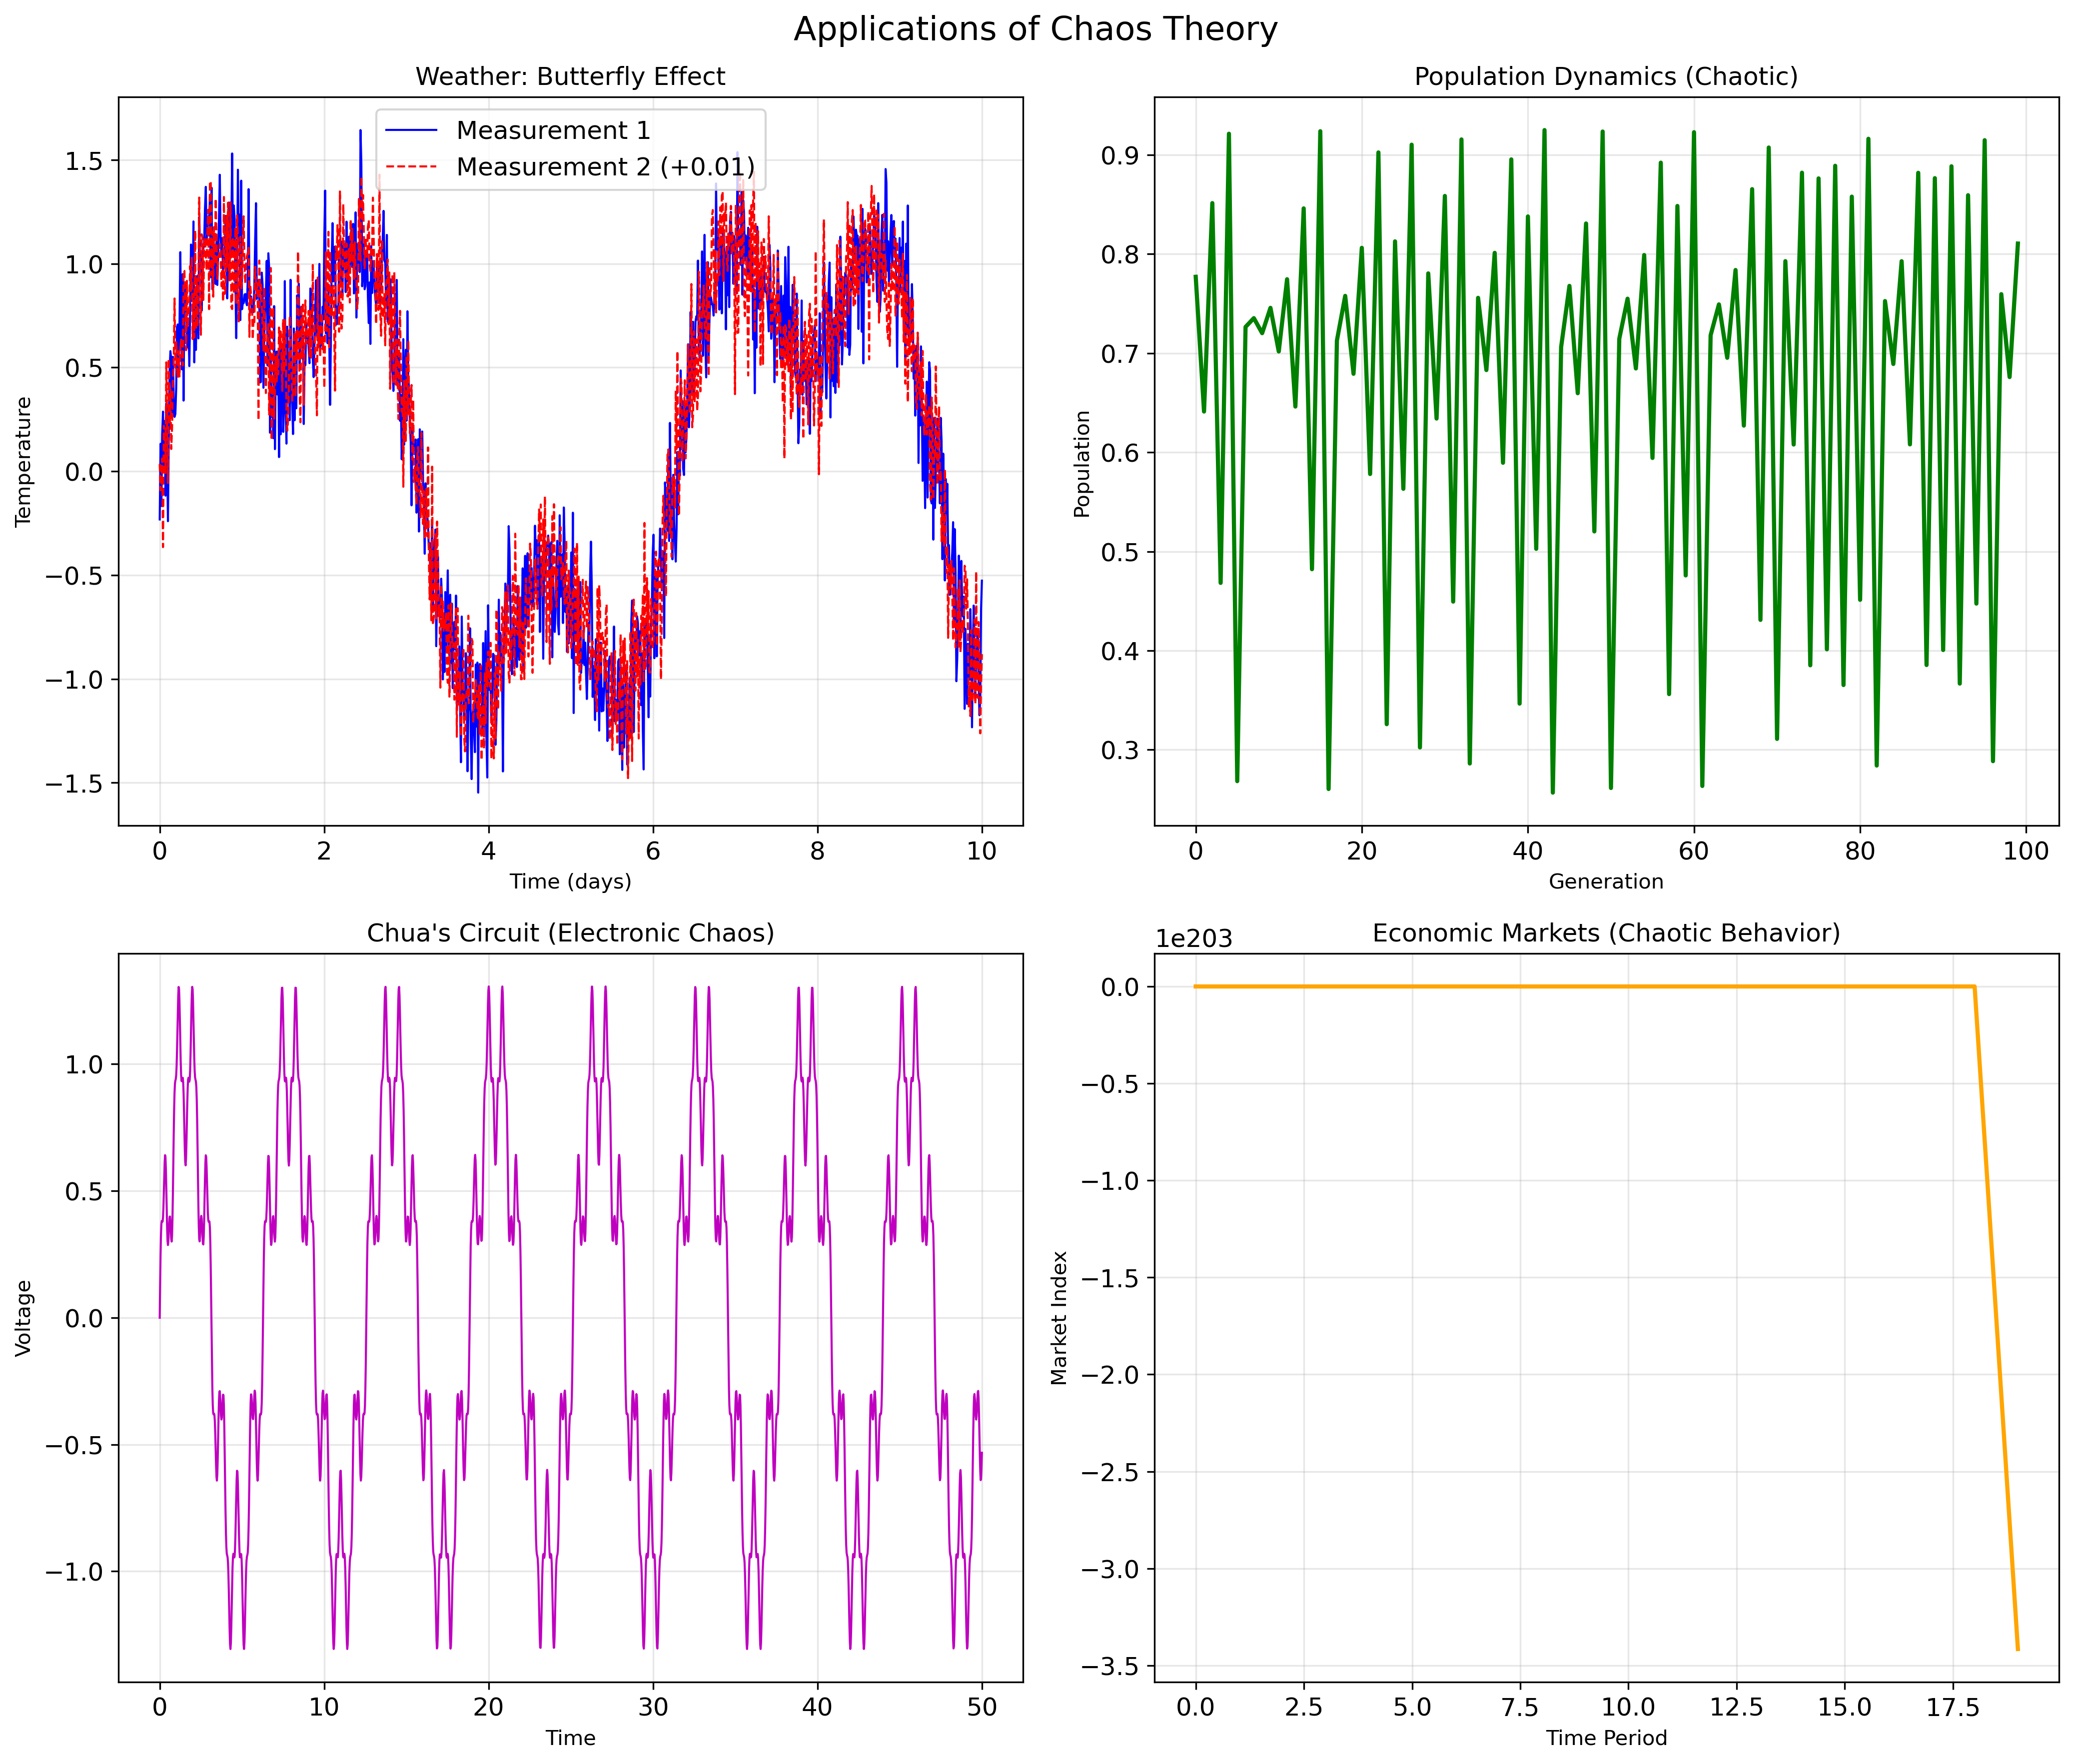 Applications of Chaos Theory
Weather: Butterfly Effect
Measurement 1
Measurement 2 (+0.01)
1.5
1.0
0.5
0.0
−0.5
−1.0
−1.5
Temperature
0 2 4 6 8 10
Time (days)
Population Dynamics (Chaotic)
0.9
0.8
0.7
0.6
0.5
0.4
0.3
Population
0 20 40 60 80 100
Generation
Chua's Circuit (Electronic Chaos)
1.0
0.5
0.0
−0.5
−1.0
Voltage
0 10 20 30 40 50
Time
Economic Markets (Chaotic Behavior)
1e203
0.0
−0.5
−1.0
−1.5
−2.0
−2.5
−3.0
−3.5
Market Index
0.0 2.5 5.0 7.5 10.0 12.5 15.0 17.5
Time Period